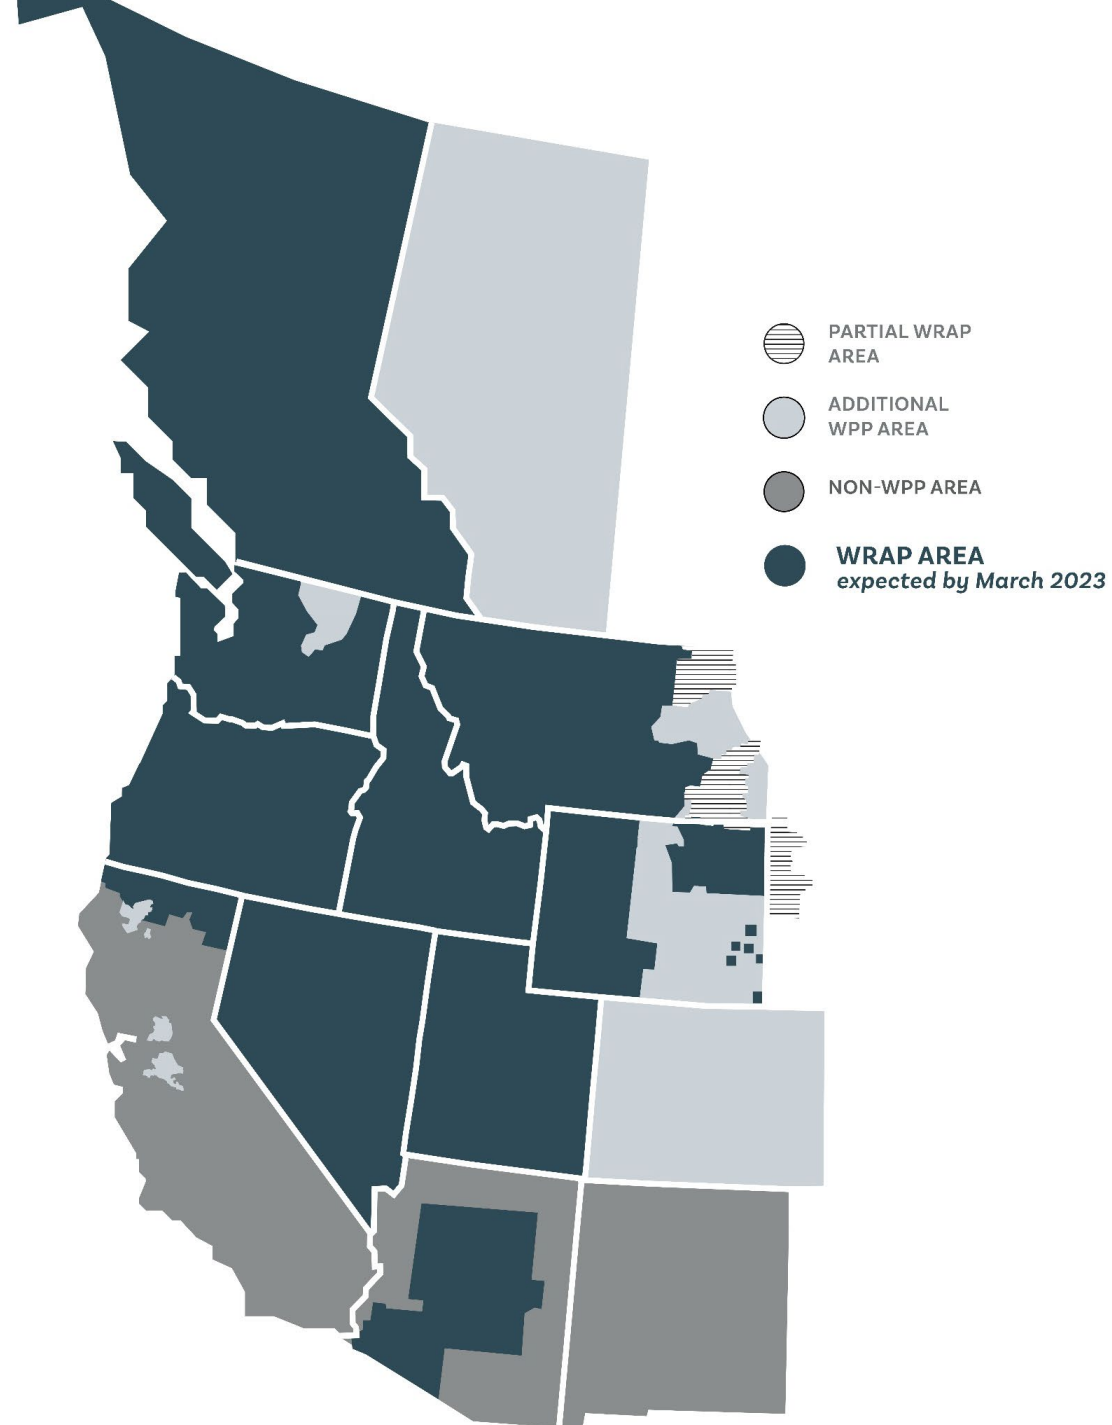 PARTIAL WRAP
AREA
ADDITIONAL
WPP AREA
NON-WPP AREA
WRAP AREA
expected by March 2023